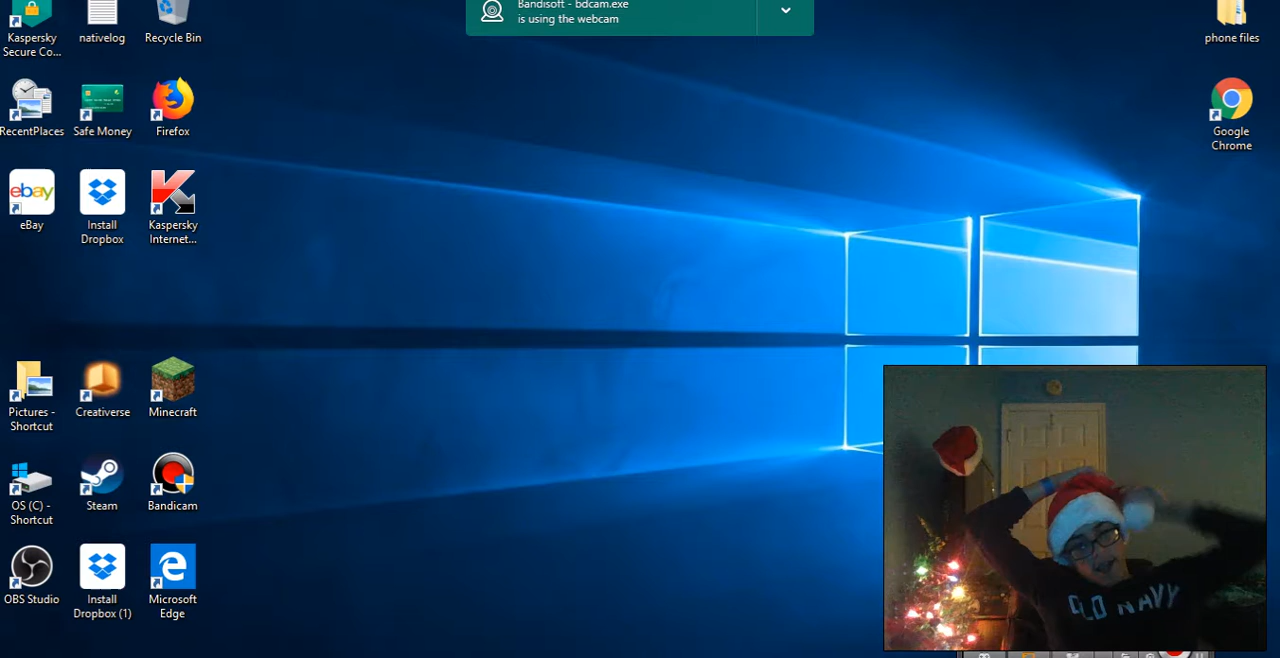 Bandisoft - bdcam.exe
is using the webcam
Kaspersky
Secure Co...
nativelog
Recycle Bin
phone files
RecentPlaces
Safe Money
Firefox
Google
Chrome
ebay
eBay
Install
Dropbox
Kaspersky
Internet...
Pictures -
Shortcut
Creativerse
Minecraft
OS (C) -
Shortcut
Steam
Bandicam
OBS Studio
Install
Dropbox (1)
Microsoft
Edge
OLD NAVY